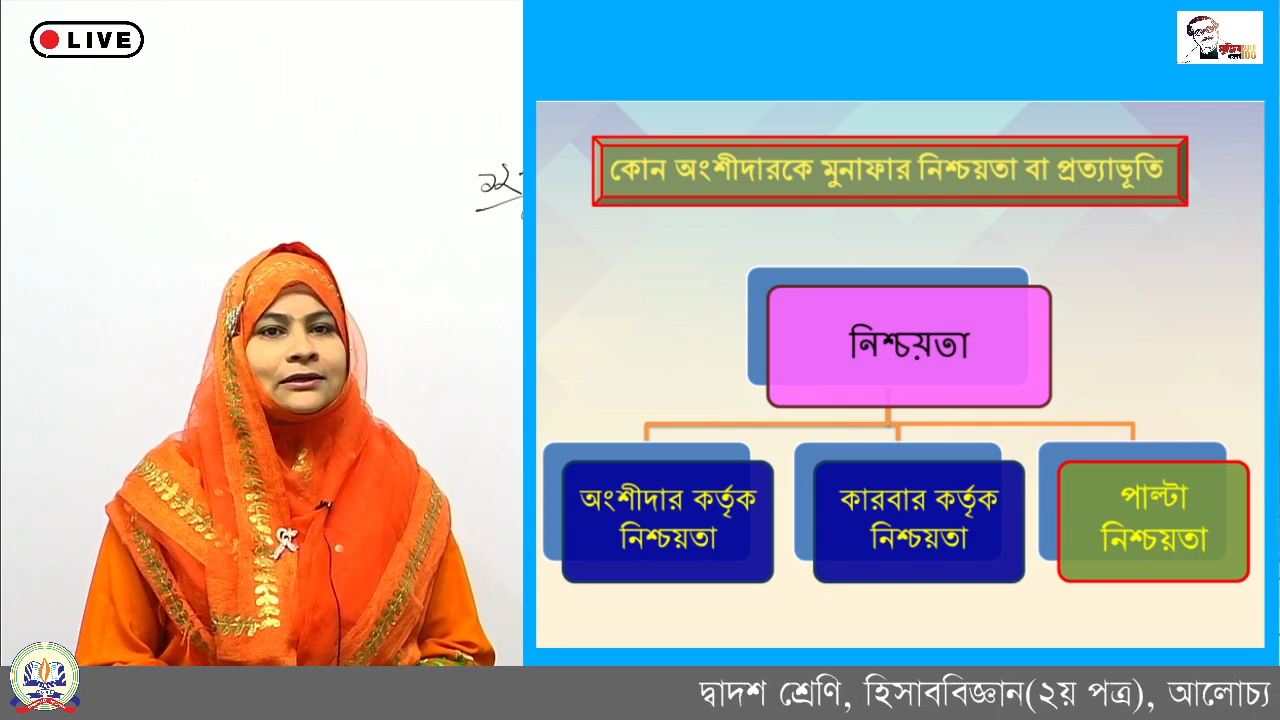 LIVE
কোন অংশীদারকে মুনাফার নিশ্চয়তা বা প্রত্যাভূতি
নিশ্চয়তা
অংশীদার কর্তৃক
নিশ্চয়তা
কারবার কর্তৃক
নিশ্চয়তা
পাল্টা
নিশ্চয়তা
দ্বাদশ শ্রেণি, হিসাববিজ্ঞান(২য় পত্র), আলোচ্য